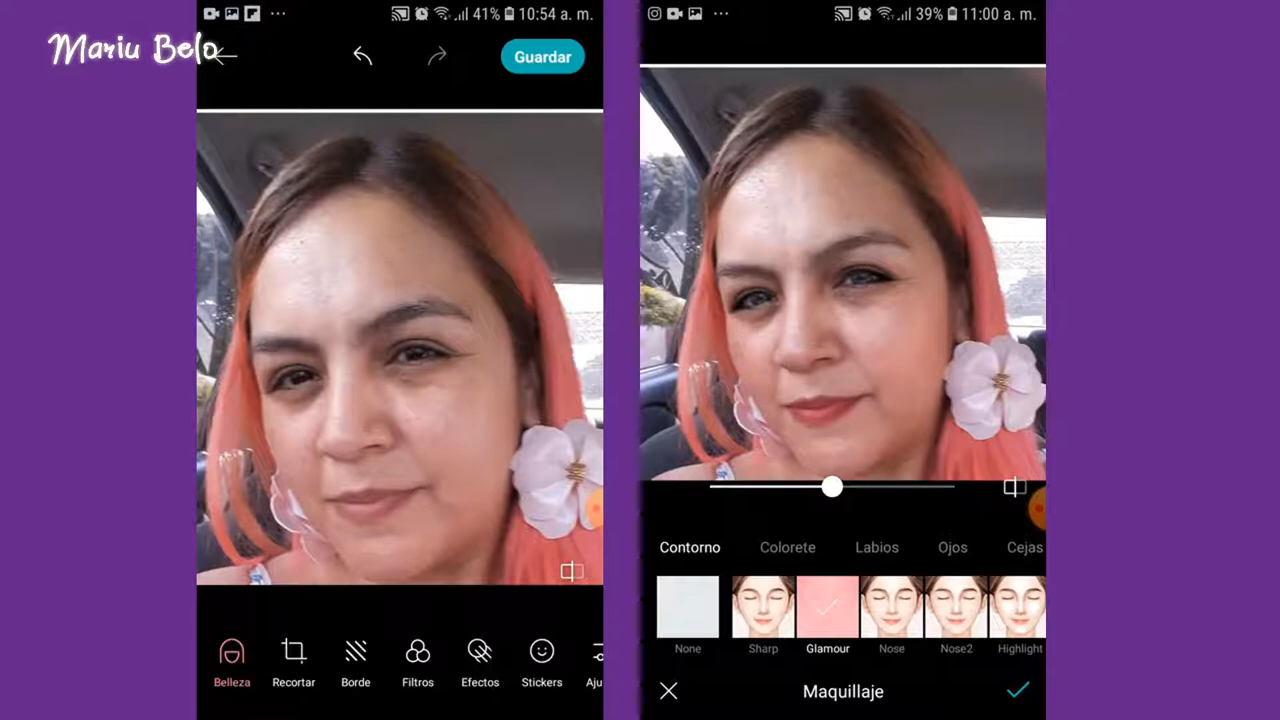 Mariu Belo
41% 10:54 a. m.
Guardar
Belleza Recortar Borde Filtros Efectos Stickers Aju
39% 11:00 a. m.
Contorno Colorete Labios Ojos Cejas
None Sharp Glamour Nose Nose2 Highlight
Maquillaje